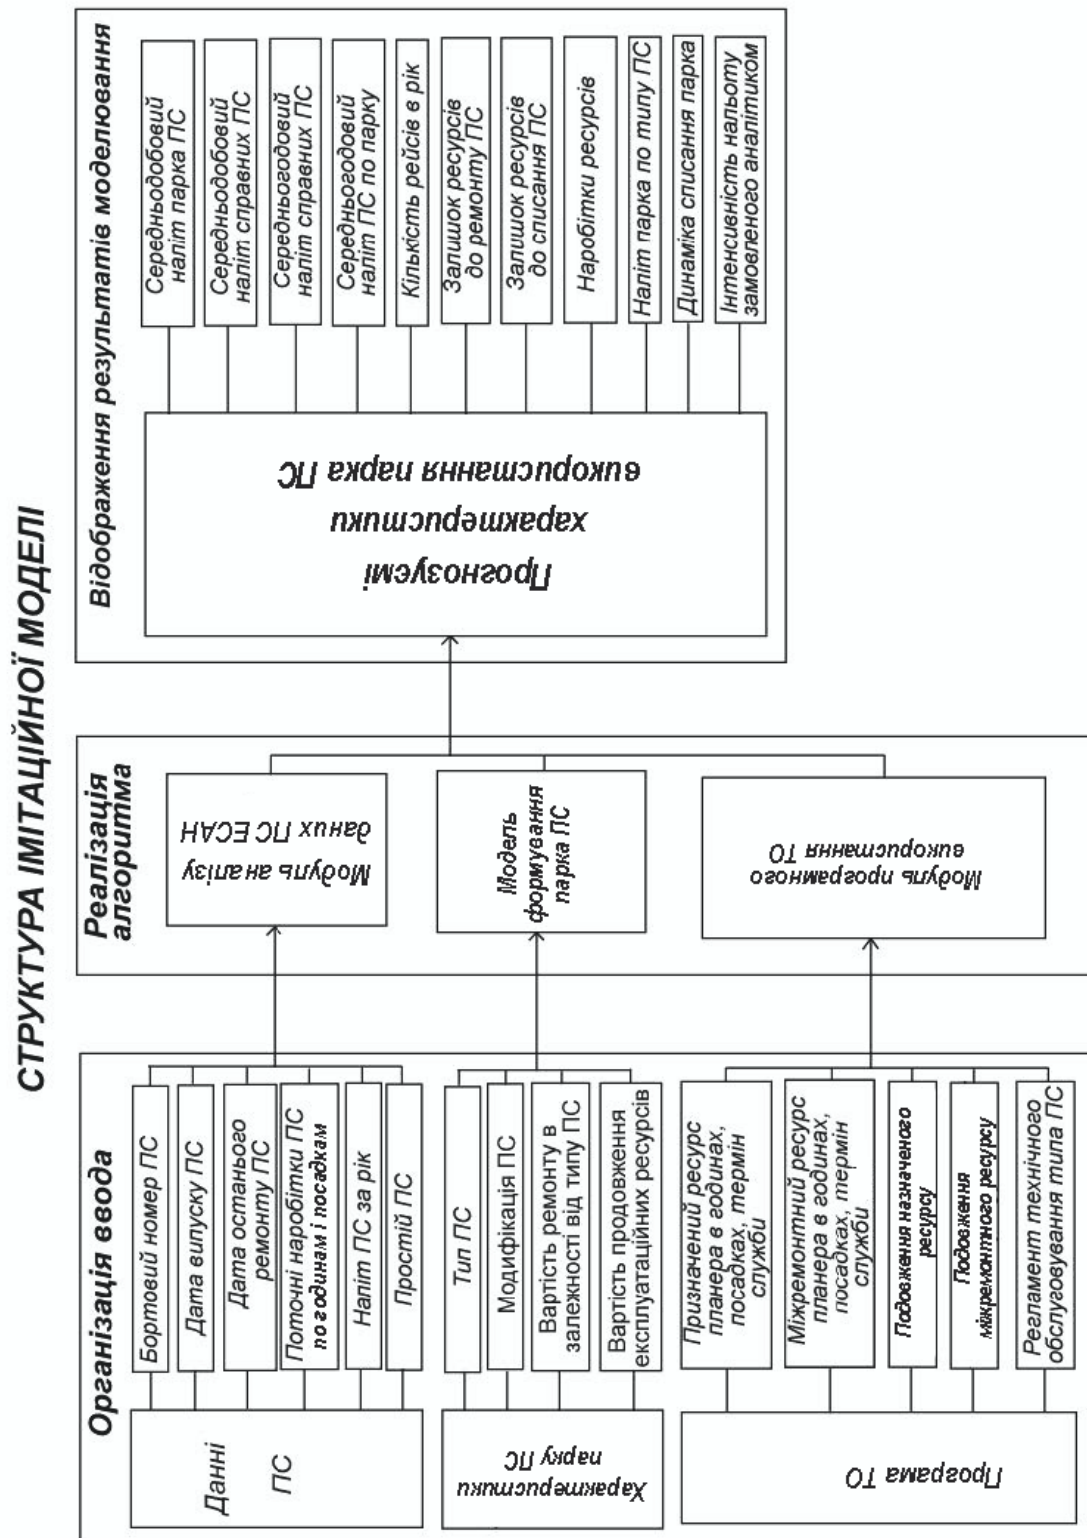 СТРУКТУРА ІМІТАЦІЙНОЇ МОДЕЛІ
Організація ввода
Данні
ПС
Бортовий номер ПС
Дата випуску ПС
Дата останього
ремонту ПС
Поточні наробітки ПС
по годинам і посадкам
Наліт ПС за рік
Простій ПС
Характеристики
парку ПС
Тип ПС
Модифікація ПС
Вартість ремонту в
залежності від типу ПС
Вартість продовження
експлуатаційних ресурсів
Програма ТО
Призначений ресурс
планера в годинах,
посадках, термін
служби
Міжремонтний ресурс
планера в годинах,
посадках, термін
служби
Подовження назначеного
ресурсу
Подовження
міжремонтного ресурсу
Регламент технічного
обслуговування типа ПС
Реалізація
алгоритма
Модуль аналізу
даних ПС ЕСАН
Модель
формування
парка ПС
Модуль програмного
використання ТО
Відображення результатів моделювання
Прогнозуємі
характеристики
використання парка ПС
Середньодобовий
наліт парка ПС
Середньодобовий
наліт справних ПС
Середньогодовий
наліт справних ПС
Середньогодовий
наліт ПС по парку
Кількість рейсів в рік
Залишок ресурсів
до ремонту ПС
Залишок ресурсів
до списання ПС
Наробітки ресурсів
Наліт парка по типу ПС
Динаміка списання парка
Інтенсивність нальоту
замовленого аналітиком